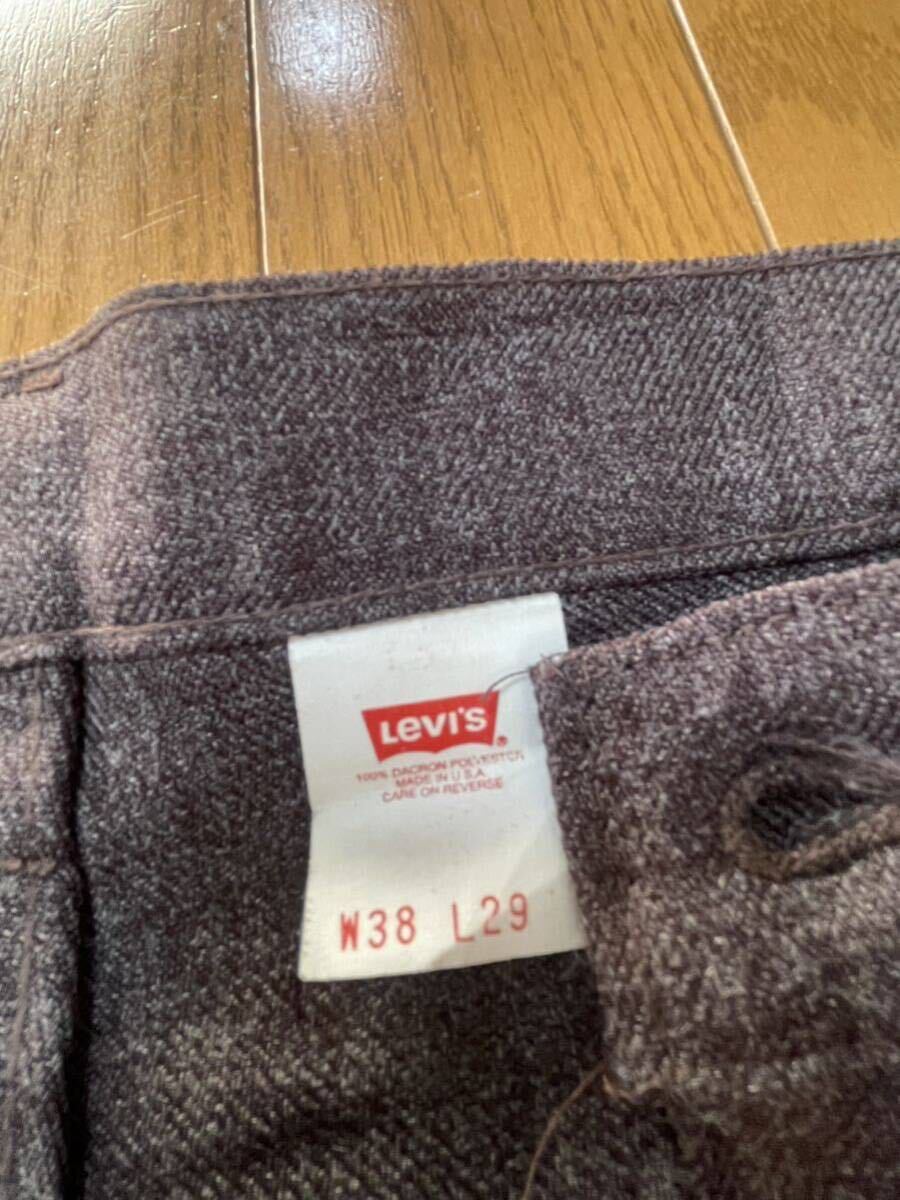 LEVI'S
®
100% DACRON POLYESTER
MADE IN U.S.A.
CARE ON REVERSE
W38 L29